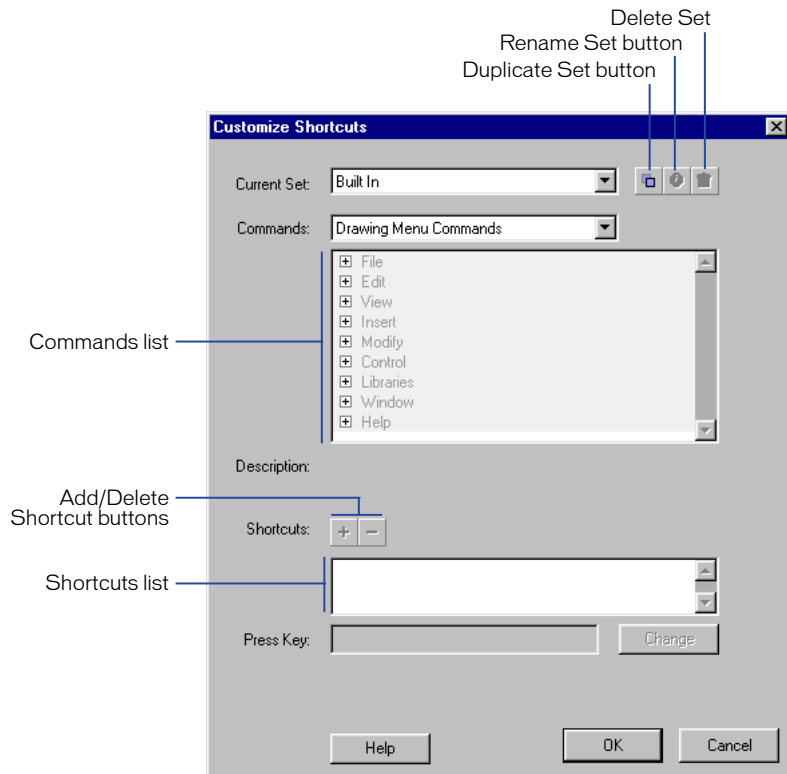 Delete Set
Rename Set button
Duplicate Set button
Customize Shortcuts
Current Set:
Built In
Commands:
Drawing Menu Commands
File
Edit
View
Insert
Modify
Control
Libraries
Window
Help
Commands list
Description:
Add/Delete
Shortcut buttons
Shortcuts:
Shortcuts list
Press Key:
Change
Help
OK
Cancel